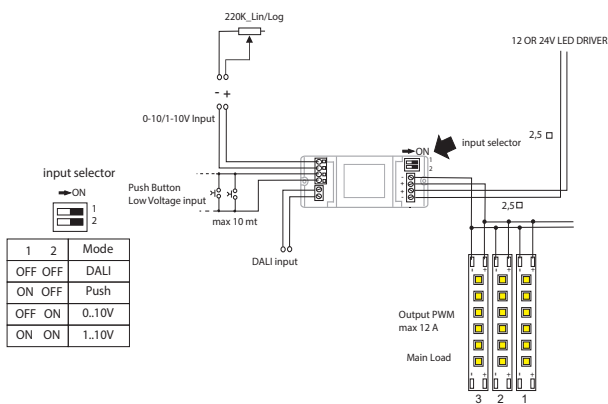 220K_Lin/Log
12 OR 24V LED DRIVER
- +
0-10/1-10V Input
ON
input selector
1
2
2,5
input selector
ON
1
2
Push Button
Low Voltage input
max 10 mt
-
+
+
-
2,5
DALI input
1 2 Mode
OFF OFF DALI
ON OFF Push
OFF ON 0..10V
ON ON 1..10V
- + - + - +
Output PWM
max 12 A
Main Load
- + - + - +
3 2 1